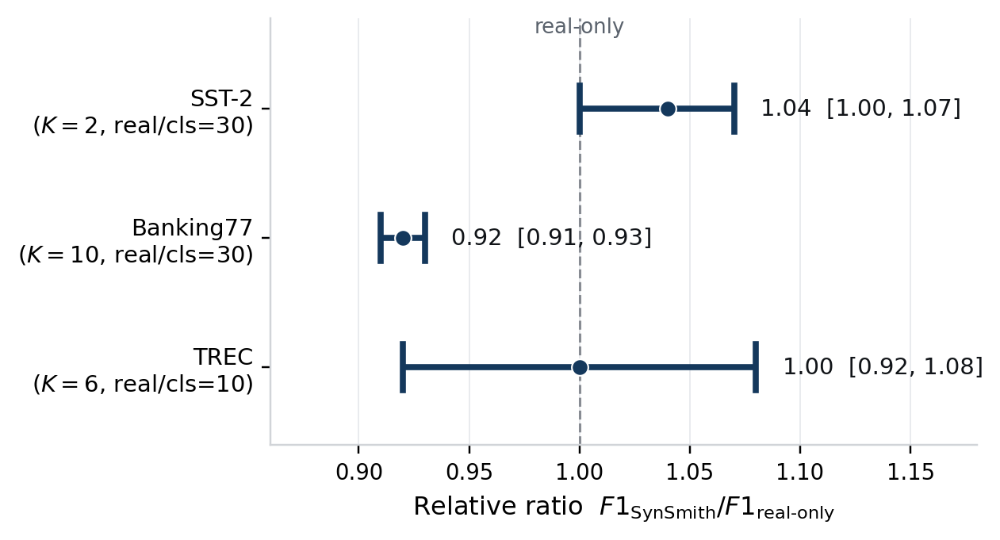 real-only
SST-2
(K = 2, real/cls=30)
1.04 [1.00, 1.07]
Banking77
(K = 10, real/cls=30)
0.92 [0.91, 0.93]
TREC
(K = 6, real/cls=10)
1.00 [0.92, 1.08]
0.90 0.95 1.00 1.05 1.10 1.15
Relative ratio F1SynSmith/F1real-only